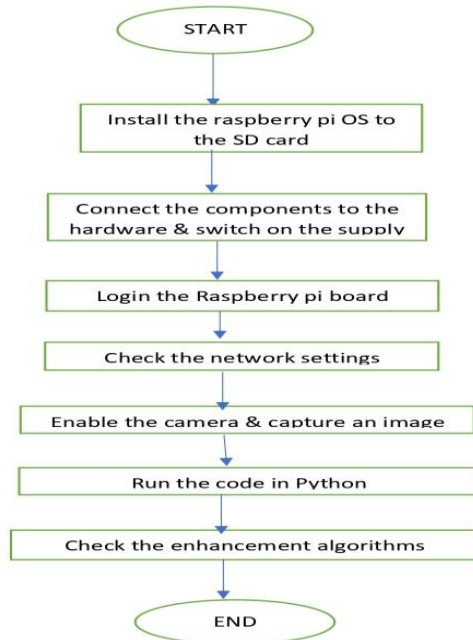 START
Install the raspberry pi OS to
the SD card
Connect the components to the
hardware & switch on the supply
Login the Raspberry pi board
Check the network settings
Enable the camera & capture an image
Run the code in Python
Check the enhancement algorithms
END